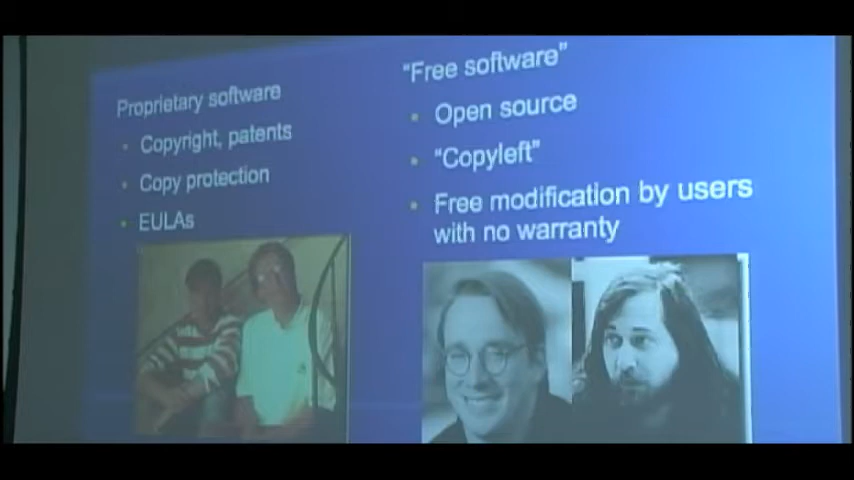 Proprietary software
• Copyright, patents
• Copy protection
• EULAs
“Free software”
• Open source
• “Copyleft”
• Free modification by users
with no warranty